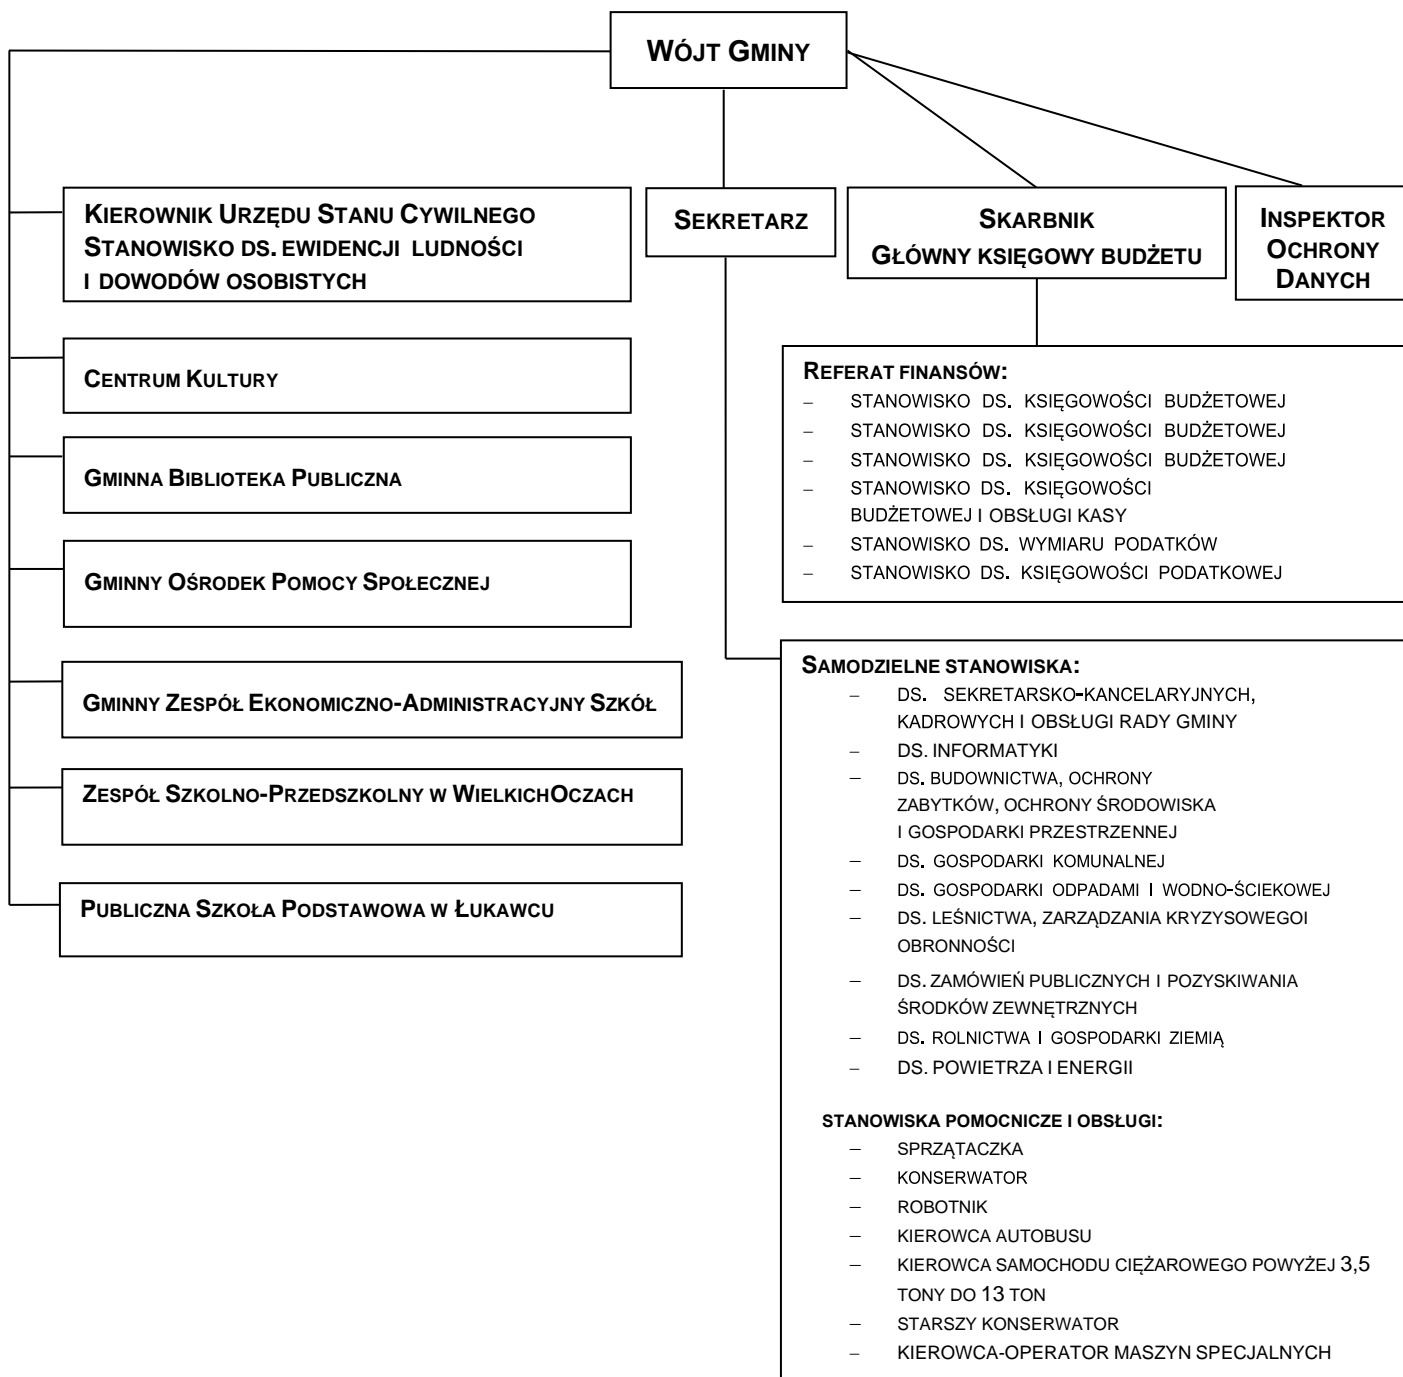 WÓJT GMINY
KIEROWNIK URZĘDU STANU CYWILNEGO
STANOWISKO DS. EWIDENCJI LUDNOŚCI
I DOWODÓW OSOBISTYCH
SEKRETARZ
SKARBNIK
GŁÓWNY KSIĘGOWY BUDŻETU
INSPEKTOR
OCHRONY
DANYCH
CENTRUM KULTURY
GMINNA BIBLIOTEKA PUBLICZNA
GMINNY OŚRODEK POMOCY SPOŁECZNEJ
GMINNY ZESPÓŁ EKONOMICZNO-ADMINISTRACYJNY SZKÓŁ
ZESPÓŁ SZKOLNO-PRZEDSZKOLNY W WIELKICHOCZACH
PUBLICZNA SZKOŁA PODSTAWOWA W ŁUKAWCU
REFERAT FINANSÓW:
– STANOWISKO DS. KSIĘGOWOŚCI BUDŻETOWEJ
– STANOWISKO DS. KSIĘGOWOŚCI BUDŻETOWEJ
– STANOWISKO DS. KSIĘGOWOŚCI BUDŻETOWEJ
– STANOWISKO DS. KSIĘGOWOŚCI
BUDŻETOWEJ I OBSŁUGI KASY
– STANOWISKO DS. WYMIARU PODATKÓW
– STANOWISKO DS. KSIĘGOWOŚCI PODATKOWEJ
SAMODZIELNE STANOWISKA:
– DS. SEKRETARSKO-KANCELARYJNYCH,
KADROWYCH I OBSŁUGI RADY GMINY
– DS. INFORMATYKI
– DS. BUDOWNICTWA, OCHRONY
ZABYTKÓW, OCHRONY ŚRODOWISKA
I GOSPODARKI PRZESTRZENNEJ
– DS. GOSPODARKI KOMUNALNEJ
– DS. GOSPODARKI ODPADAMI I WODNO-ŚCIEKOWEJ
– DS. LEŚNICTWA, ZARZĄDZANIA KRYZYSOWEGOI
OBRONNOŚCI
– DS. ZAMÓWIEŃ PUBLICZNYCH I POZYSKIWANIA
ŚRODKÓW ZEWNĘTRZNYCH
– DS. ROLNICTWA I GOSPODARKI ZIEMIĄ
– DS. POWIETRZA I ENERGII
STANOWISKA POMOCNICZE I OBSŁUGI:
– SPRZĄTACZKA
– KONSERWATOR
– ROBOTNIK
– KIEROWCA AUTOBUSU
– KIEROWCA SAMOCHODU CIĘŻAROWEGO POWYŻEJ 3,5
TONY DO 13 TON
– STARSZY KONSERWATOR
– KIEROWCA-OPERATOR MASZYN SPECJALNYCH